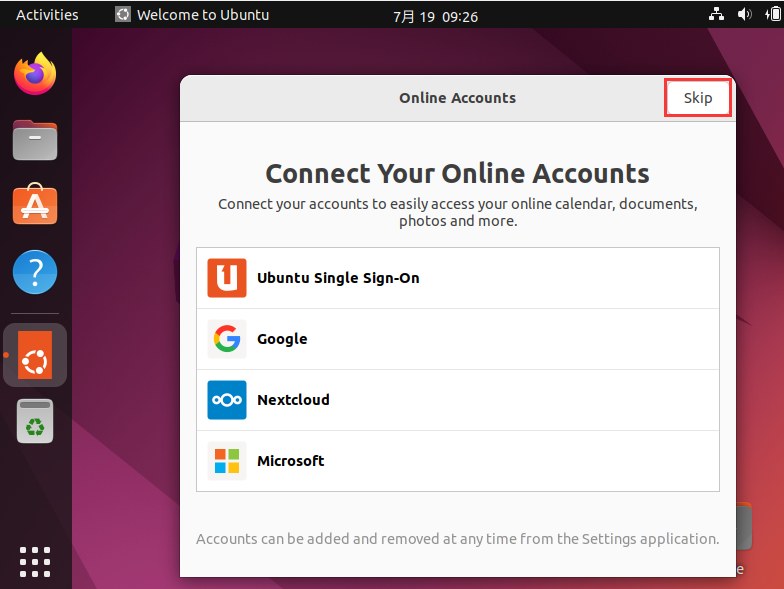 Activities
Welcome to Ubuntu
7月 19 09:26
Online Accounts
Skip
Connect Your Online Accounts
Connect your accounts to easily access your online calendar, documents,
photos and more.
Ubuntu Single Sign-On
Google
Nextcloud
Microsoft
Accounts can be added and removed at any time from the Settings application.